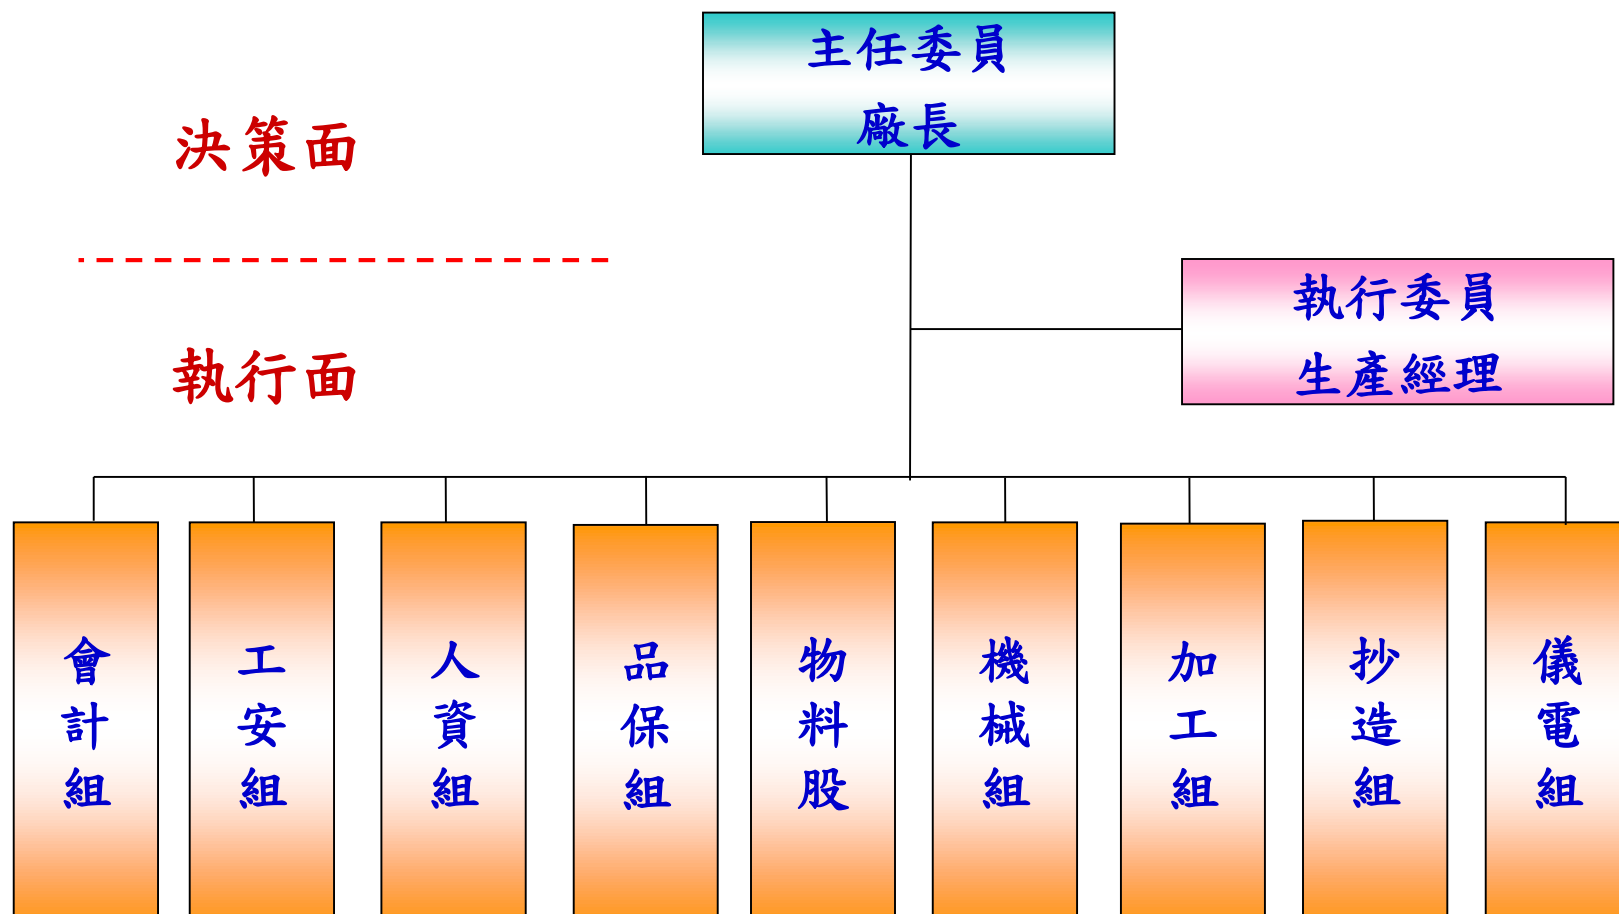 主任委員
廠長
決策面
執行委員
生產經理
執行面
會計組
工安組
人資組
品保組
物料股
機械組
加工組
抄造組
儀電組